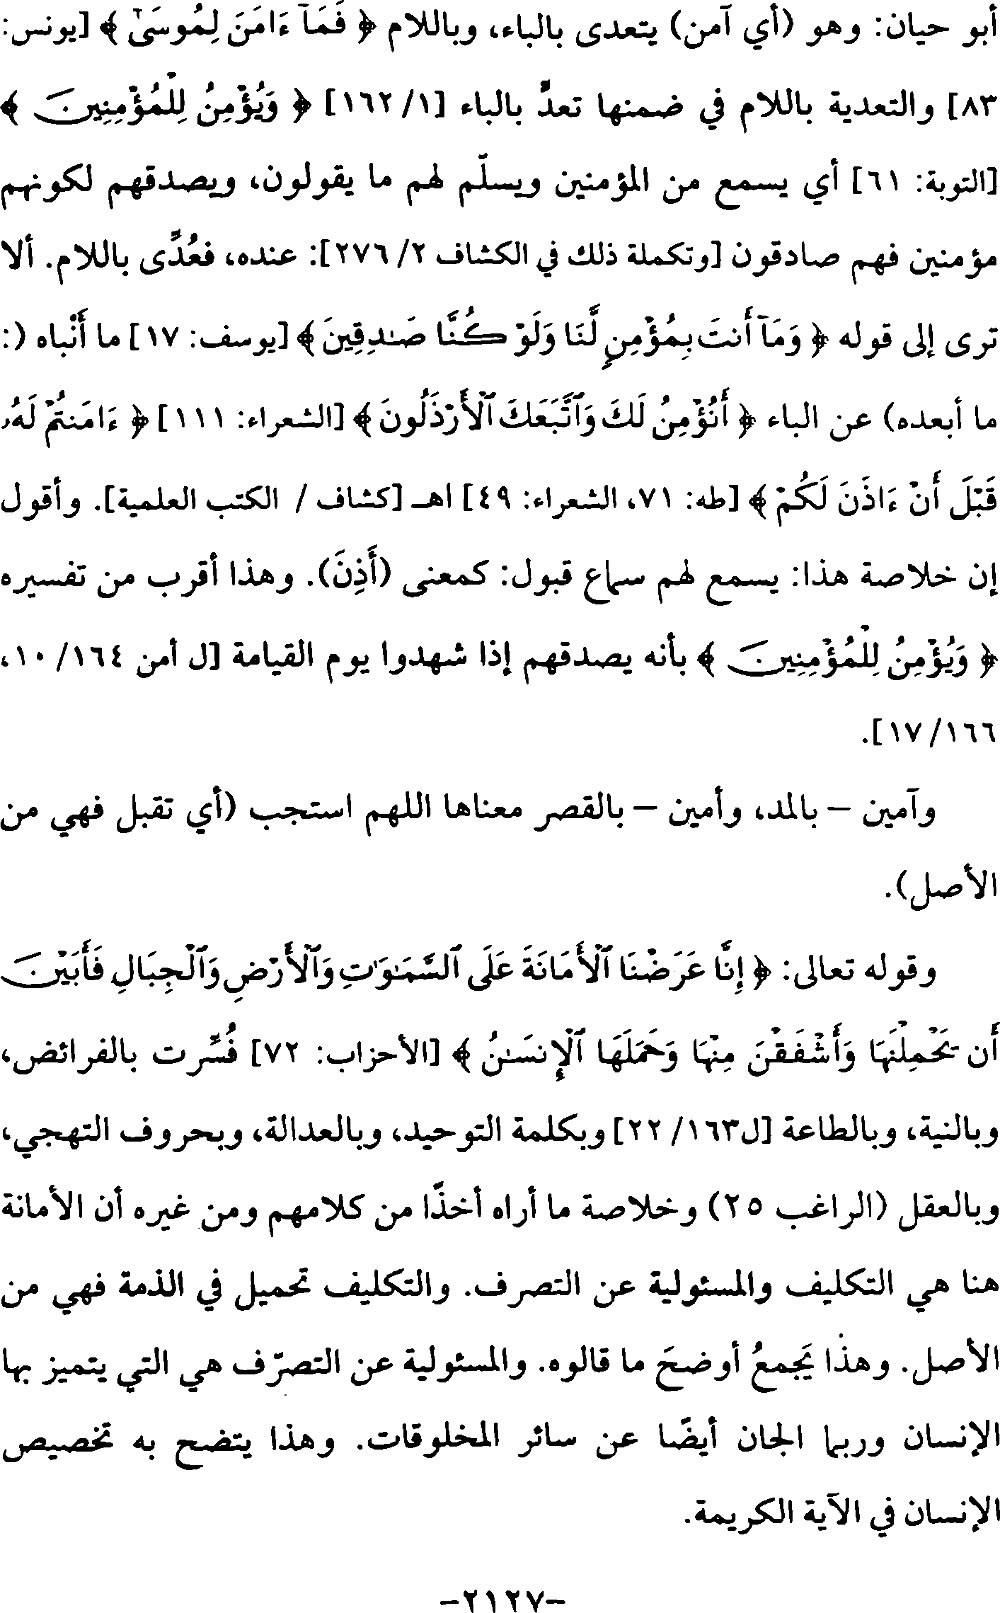 أبو حيان: وهو (أي آمن) يتعدى بالباء، وباللام ﴿ فَمَآ ءَامَنَ لِمُوسَىٰٓ ﴾ [يونس:
٨٣] والتعدية باللام في ضمنها تعدٍّ بالباء [١/ ١٦٢] ﴿ وَيُؤْمِنُ لِلْمُؤْمِنِينَ ﴾
[التوبة: ٦١] أي يسمع من المؤمنين ويسلّم لهم ما يقولون، ويصدقهم لكونهم
مؤمنين فهم صادقون [وتكملة ذلك في الكشاف ٢/ ٢٧٦]: عنده، فعُدِّى باللام. ألا
ترى إلى قوله ﴿ وَمَآ أَنتَ بِمُؤْمِنٍ لَّنَا وَلَوْ كُنَّا صَـٰدِقِينَ ﴾ [يوسف: ١٧] ما أَنْباه (:
ما أبعده) عن الباء ﴿ أَنُؤْمِنُ لَكَ وَٱتَّبَعَكَ ٱلْأَرْذَلُونَ ﴾ [الشعراء: ١١١] ﴿ ءَامَنتُمْ لَهُۥ
قَبْلَ أَنْ ءَاذَنَ لَكُمْ ﴾ [طه: ٧١، الشعراء: ٤٩] اهـ [كشاف / الكتب العلمية]. وأقول
إن خلاصة هذا: يسمع لهم سماع قبول: كمعنى (أَذِنَ). وهذا أقرب من تفسيره
﴿ وَيُؤْمِنُ لِلْمُؤْمِنِينَ ﴾ بأنه يصدقهم إذا شهدوا يوم القيامة [ل أمن ١٦٤/ ١٠،
١٦٦/ ١٧].
وآمين – بالمد، وأمين – بالقصر معناها اللهم استجب (أي تقبل فهي من
الأصل).
وقوله تعالى: ﴿ إِنَّا عَرَضْنَا ٱلْأَمَانَةَ عَلَى ٱلسَّمَـٰوَٰتِ وَٱلْأَرْضِ وَٱلْجِبَالِ فَأَبَيْنَ
أَن يَحْمِلْنَهَا وَأَشْفَقْنَ مِنْهَا وَحَمَلَهَا ٱلْإِنسَـٰنُ ﴾ [الأحزاب: ٧٢] فُسِّرت بالفرائض،
وبالنية، وبالطاعة [ل١٦٣/ ٢٢] وبكلمة التوحيد، وبالعدالة، وبحروف التهجي،
وبالعقل (الراغب ٢٥) وخلاصة ما أراه أخذًا من كلامهم ومن غيره أن الأمانة
هنا هي التكليف والمسئولية عن التصرف. والتكليف تحميل في الذمة فهي من
الأصل. وهذا يَجمعُ أوضحَ ما قالوه. والمسئولية عن التصرّف هي التي يتميز بها
الإنسان وربما الجان أيضًا عن سائر المخلوقات. وهذا يتضح به تخصيص
الإنسان في الآية الكريمة.
-٢١٢٧-